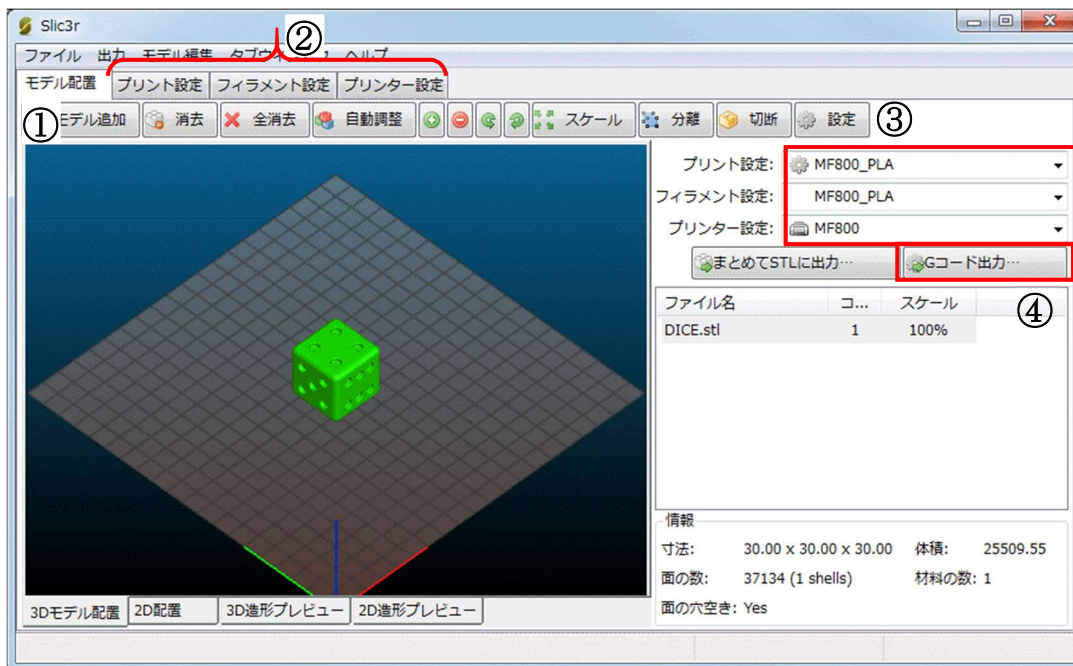 Slic3r
②
ファイル 出力 モデル編集 ヘルプ
モデル配置 プリント設定 フィラメント設定 プリンター設定
① モデル追加 消去 全消去 自動調整 スケール 分離 切断 設定 ③
プリント設定: MF800_PLA
フィラメント設定: MF800_PLA
プリンター設定: MF800
まとめてSTLに出力… Gコード出力…
④
ファイル名 コ... スケール
DICE.stl 1 100%
情報
寸法: 30.00 x 30.00 x 30.00 体積: 25509.55
面の数: 37134 (1 shells) 材料の数: 1
面の穴空き: Yes
3Dモデル配置 2D配置 3D造形プレビュー 2D造形プレビュー